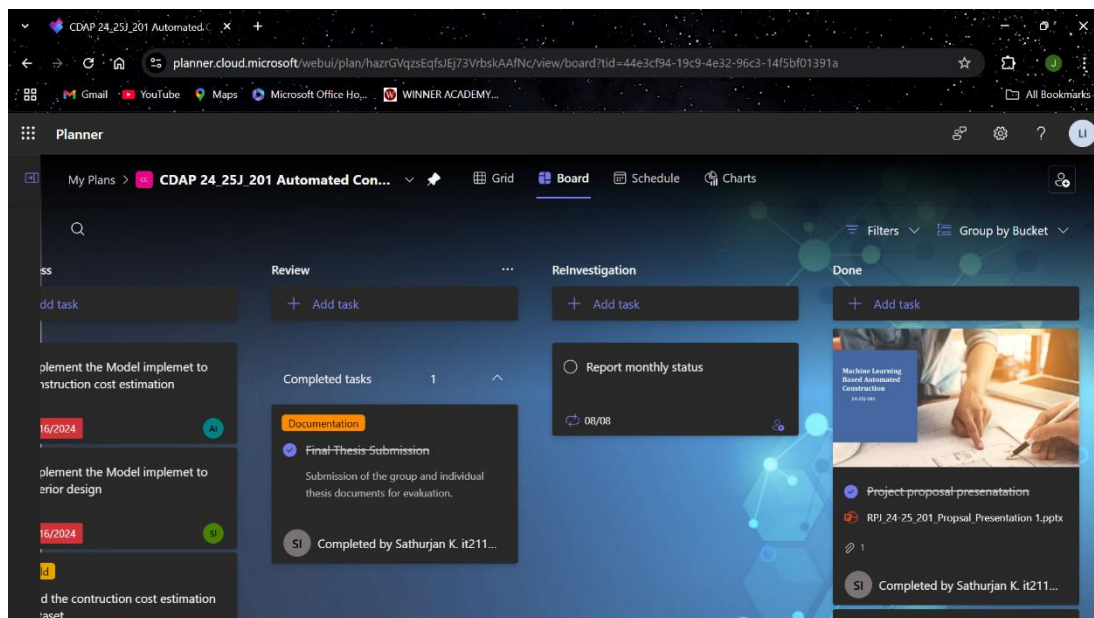 CDAP 24_25J_201 Automated C
planner.cloud.microsoft/webui/plan/hazrGVqzsEqfsJEj73VrbskAAfNc/view/board?tid=44e3cf94-19c9-4e32-96c3-14f5bf01391a
J
Gmail YouTube Maps Microsoft Office Ho... WINNER ACADEMY... All Bookmarks
Planner
LI
My Plans > CC CDAP 24_25J_201 Automated Con... Grid Board Schedule Charts
Filters Group by Bucket
ss
dd task
plement the Model implemet to
nstruction cost estimation
16/2024 AI
plement the Model implemet to
erior design
16/2024 SI
ld
d the contruction cost estimation
taset
Review ...
+ Add task
Completed tasks 1
Documentation
Final Thesis Submission
Submission of the group and individual
thesis documents for evaluation.
SI Completed by Sathurjan K. it211...
ReInvestigation
+ Add task
Report monthly status
08/08
Done
+ Add task
Machine Learning
Based Automated
Construction
24-25J-201
Project proposal presenatation
RPJ_24-25_201_Propsal_Presentation 1.pptx
1
SI Completed by Sathurjan K. it211...